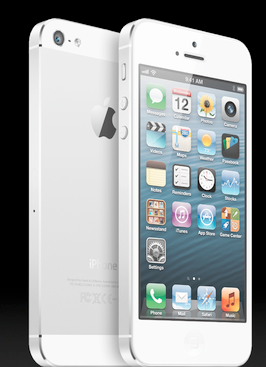 9:41 AM
Messages Calendar Photos Camera
12
Videos Maps Weather Passbook
Notes Reminders Clock Stocks
Newsstand iTunes App Store Game Center
Settings
Phone Mail Safari Music
iPhone